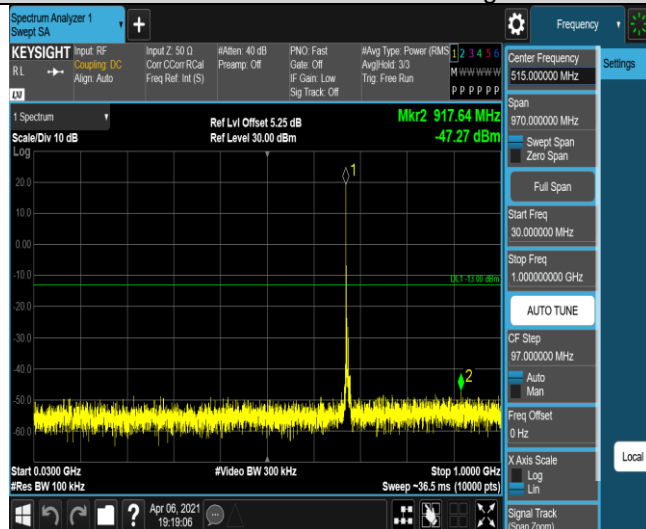 Spectrum Analyzer 1
Swept SA
+
Frequency
KEYSIGHT
RL
LXI
Input: RF
Coupling: DC
Align: Auto
Input Z: 50 Ω
Corr CCorr RCal
Freq Ref: Int (S)
#Atten: 40 dB
Preamp: Off
PNO: Fast
Gate: Off
IF Gain: Low
Sig Track: Off
#Avg Type: Power (RMS
Avg|Hold: 3/3
Trig: Free Run
1 2 3 4 5 6
M W W W W W
P P P P P P
1 Spectrum
Scale/Div 10 dB
Log
Ref Lvl Offset 5.25 dB
Ref Level 30.00 dBm
Mkr2 917.64 MHz
-47.27 dBm
1
20.0
10.0
0.00
-10.0
DL1 -13.00 dBm
-20.0
-30.0
-40.0
2
-50.0
-60.0
Start 0.0300 GHz
#Res BW 100 kHz
#Video BW 300 kHz
Stop 1.0000 GHz
Sweep ~36.5 ms (10000 pts)
?
Apr 06, 2021
19:19:06
Center Frequency
515.000000 MHz
Settings
Span
970.000000 MHz
Swept Span
Zero Span
Full Span
Start Freq
30.000000 MHz
Stop Freq
1.000000000 GHz
AUTO TUNE
CF Step
97.000000 MHz
Auto
Man
Freq Offset
0 Hz
X Axis Scale
Log
Lin
Local
Signal Track
(Span Zoom)